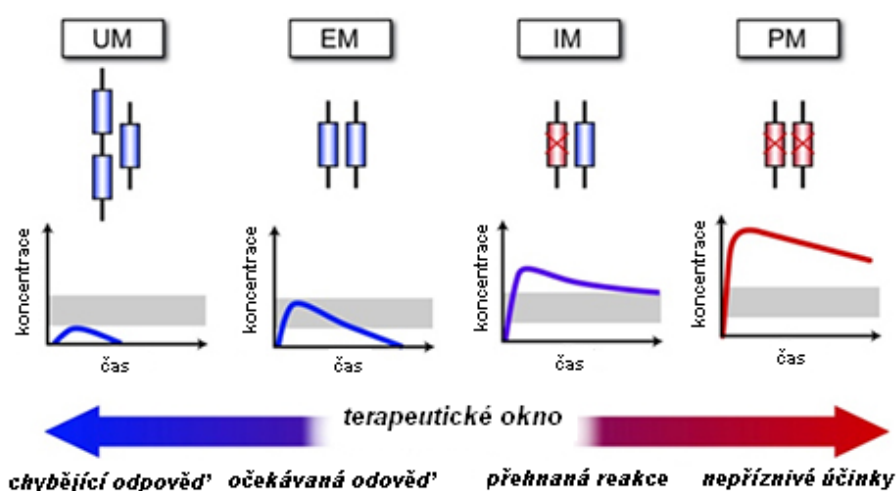 UM EM IM PM
koncentrace koncentrace koncentrace koncentrace
čas čas čas čas
terapeutické okno
chybějící odpověď očekávaná odověď přehnaná reakce nepříznivé účinky